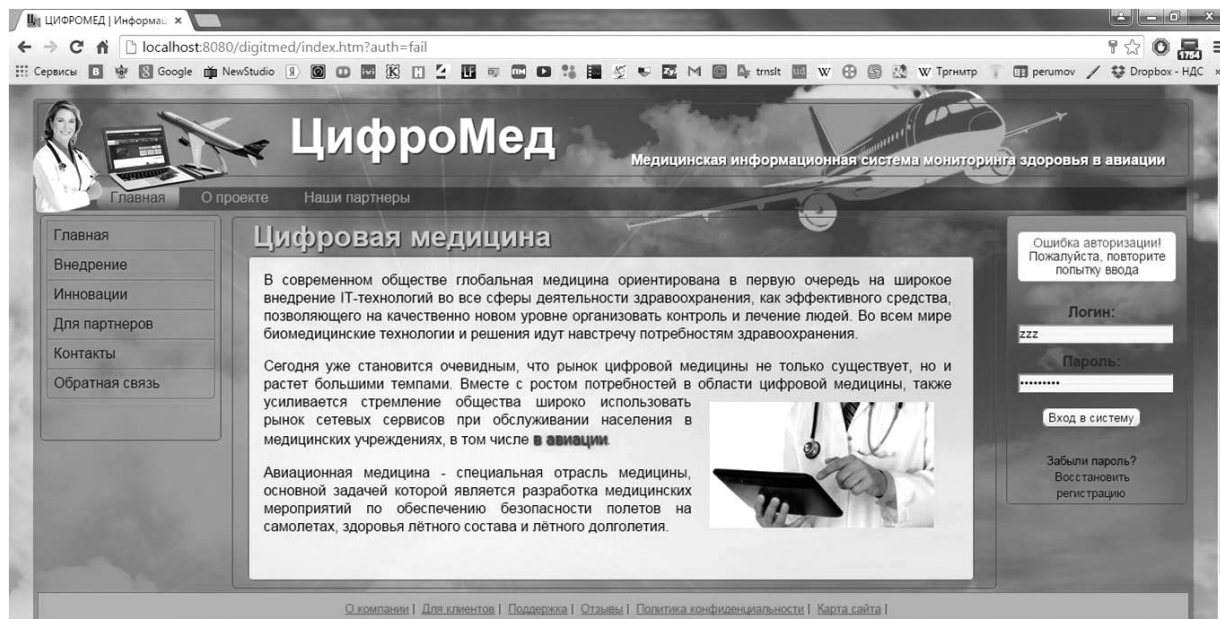 ЦИФРОМЕД | Информац
localhost:8080/digitmed/index.htm?auth=fail
1754
Сервисы Google NewStudio trnslt Тргнмтр perumov Dropbox - НДС »
ЦифроМед
Медицинская информационная система мониторинга здоровья в авиации
Главная О проекте Наши партнеры
Главная
Внедрение
Инновации
Для партнеров
Контакты
Обратная связь
Цифровая медицина
В современном обществе глобальная медицина ориентирована в первую очередь на широкое
внедрение IT-технологий во все сферы деятельности здравоохранения, как эффективного средства,
позволяющего на качественно новом уровне организовать контроль и лечение людей. Во всем мире
биомедицинские технологии и решения идут навстречу потребностям здравоохранения.
Сегодня уже становится очевидным, что рынок цифровой медицины не только существует, но и
растет большими темпами. Вместе с ростом потребностей в области цифровой медицины, также
усиливается стремление общества широко использовать
рынок сетевых сервисов при обслуживании населения в
медицинских учреждениях, в том числе в авиации.
Авиационная медицина - специальная отрасль медицины,
основной задачей которой является разработка медицинских
мероприятий по обеспечению безопасности полетов на
самолетах, здоровья лётного состава и лётного долголетия.
Ошибка авторизации!
Пожалуйста, повторите
попытку ввода
Логин:
zzz
Пароль:
•••••••••
Вход в систему
Забыли пароль?
Восстановить
регистрацию
О компании | Для клиентов | Поддержка | Отзывы | Политика конфиденциальности | Карта сайта |